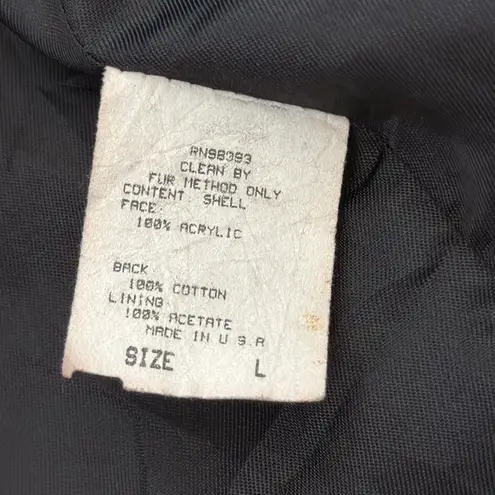 RN98393
CLEAN BY
FUR METHOD ONLY
CONTENT SHELL
FACE
100% ACRYLIC
BACK
100% COTTON
LINING
100% ACETATE
MADE IN U S A
SIZE L